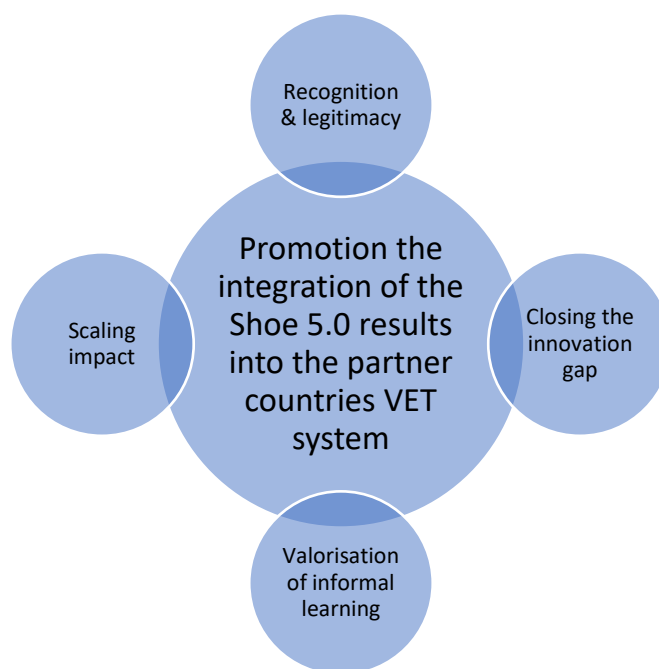 Recognition
& legitimacy
Promotion the
integration of the
Shoe 5.0 results
into the partner
countries VET
system
Scaling
impact
Closing the
innovation
gap
Valorisation
of informal
learning